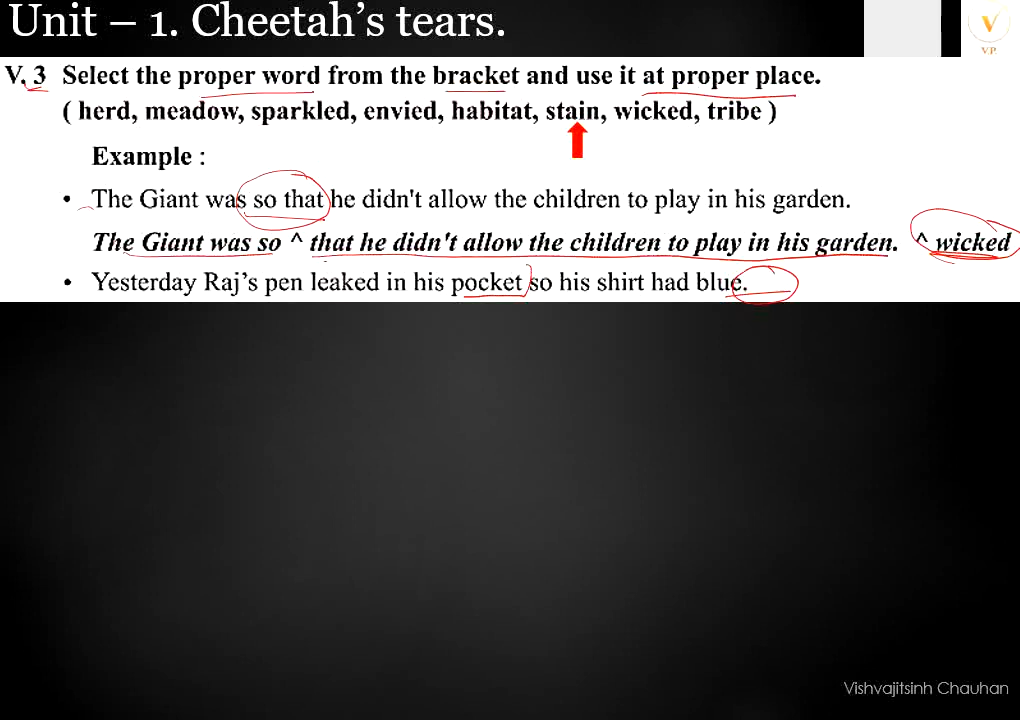 Unit – 1. Cheetah's tears.
V
V.P.
V. 3 Select the proper word from the bracket and use it at proper place.
( herd, meadow, sparkled, envied, habitat, stain, wicked, tribe )
Example :
• The Giant was so that he didn't allow the children to play in his garden.
The Giant was so ^ that he didn't allow the children to play in his garden. ^ wicked
• Yesterday Raj's pen leaked in his pocket so his shirt had blue.
Vishvajitsinh Chauhan